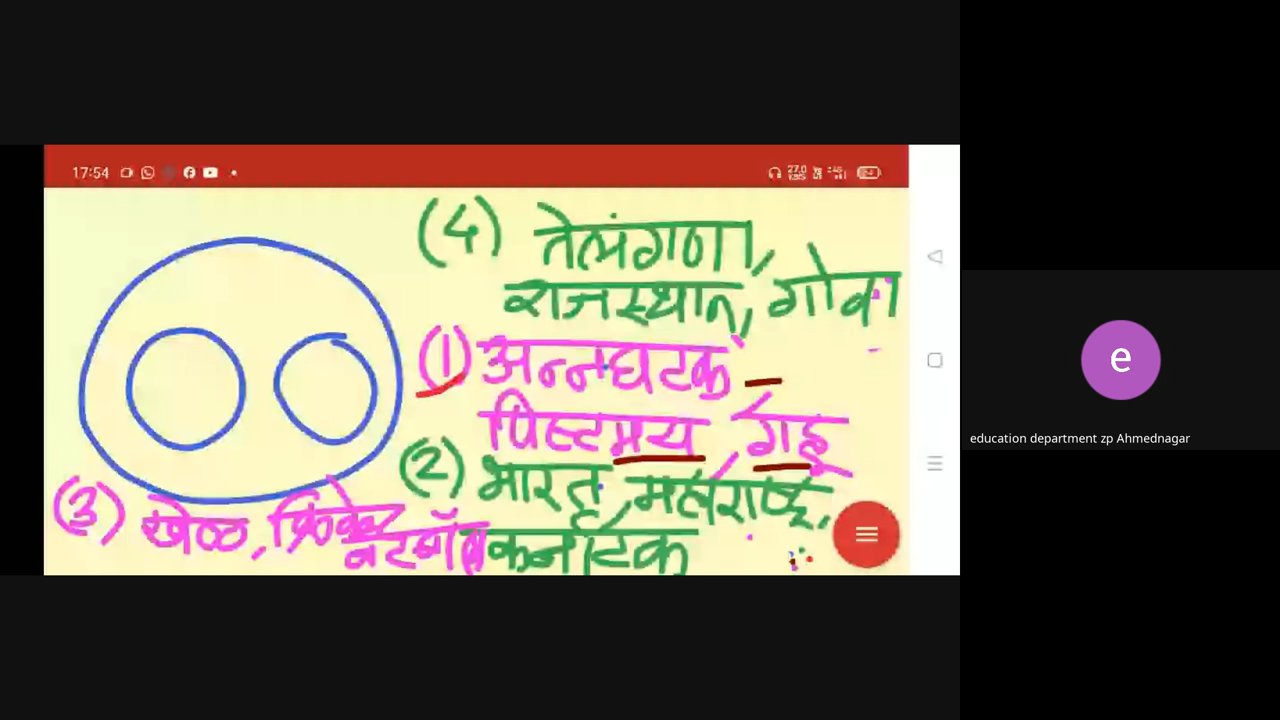 17:54
(4) तेलंगणा,
राजस्थान, गोवा
(1) अन्नघटक
पिष्टमय, गहू
(2) भारत, महाराष्ट्र,
कर्नाटक
(3) खेळ, क्रिकेट
e
education department zp Ahmednagar